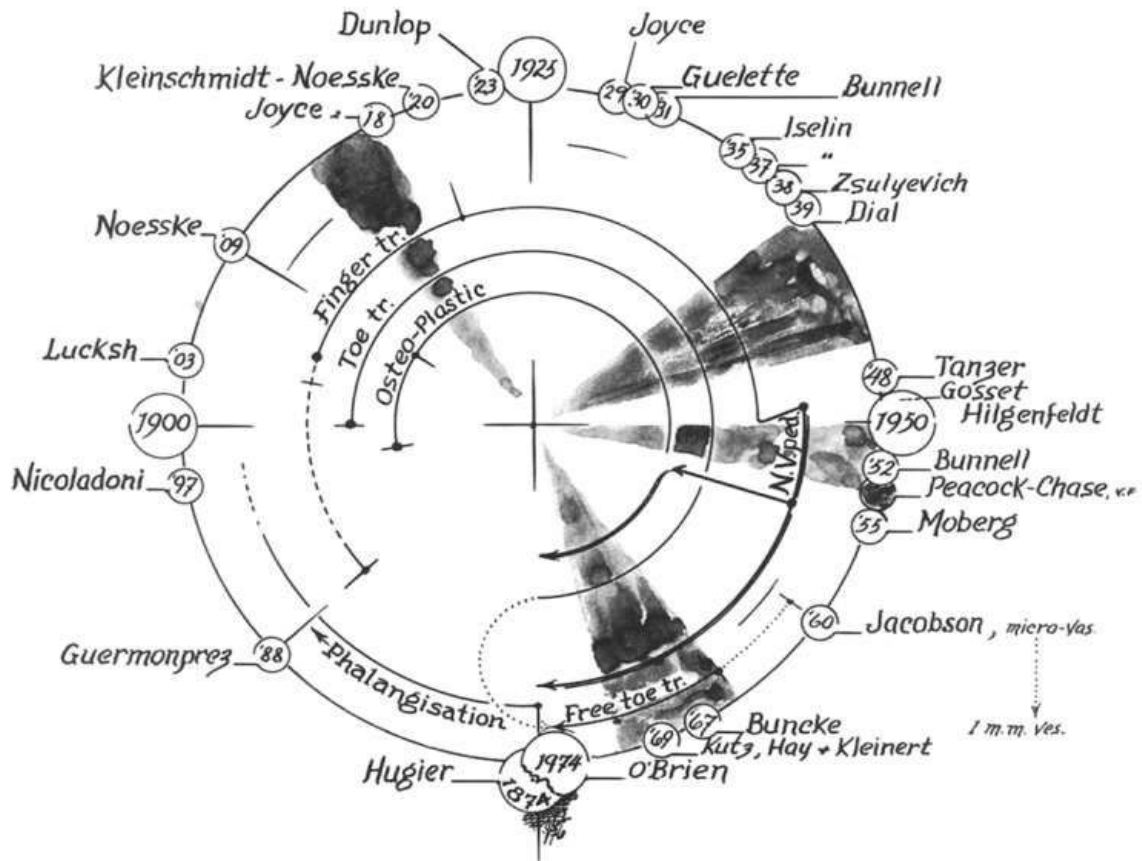 Dunlop
'23
1925
Joyce
'29
'30
'31
Guelette
Bunnell
Kleinschmidt - Noesske
'20
Joyce
'18
'35
Iselin
'37
"
'38
Zsulyevich
'39
Dial
Noesske
'09
Finger tr.
Toe tr.
Osteo-Plastic
Lucksh
'03
1900
Nicoladoni
'97
'48
Tanzer
Gosset
1950
Hilgenfeldt
N.V.ped.
'52
Bunnell
Peacock-Chase, v.f
'55
Moberg
'60
Jacobson, micro-Vas.
1 m.m. ves.
Guermonprez
'88
Phalangisation
Free toe tr.
'67
Buncke
'69
Kutz, Hay + Kleinert
Hugier
1974
1874
O'Brien